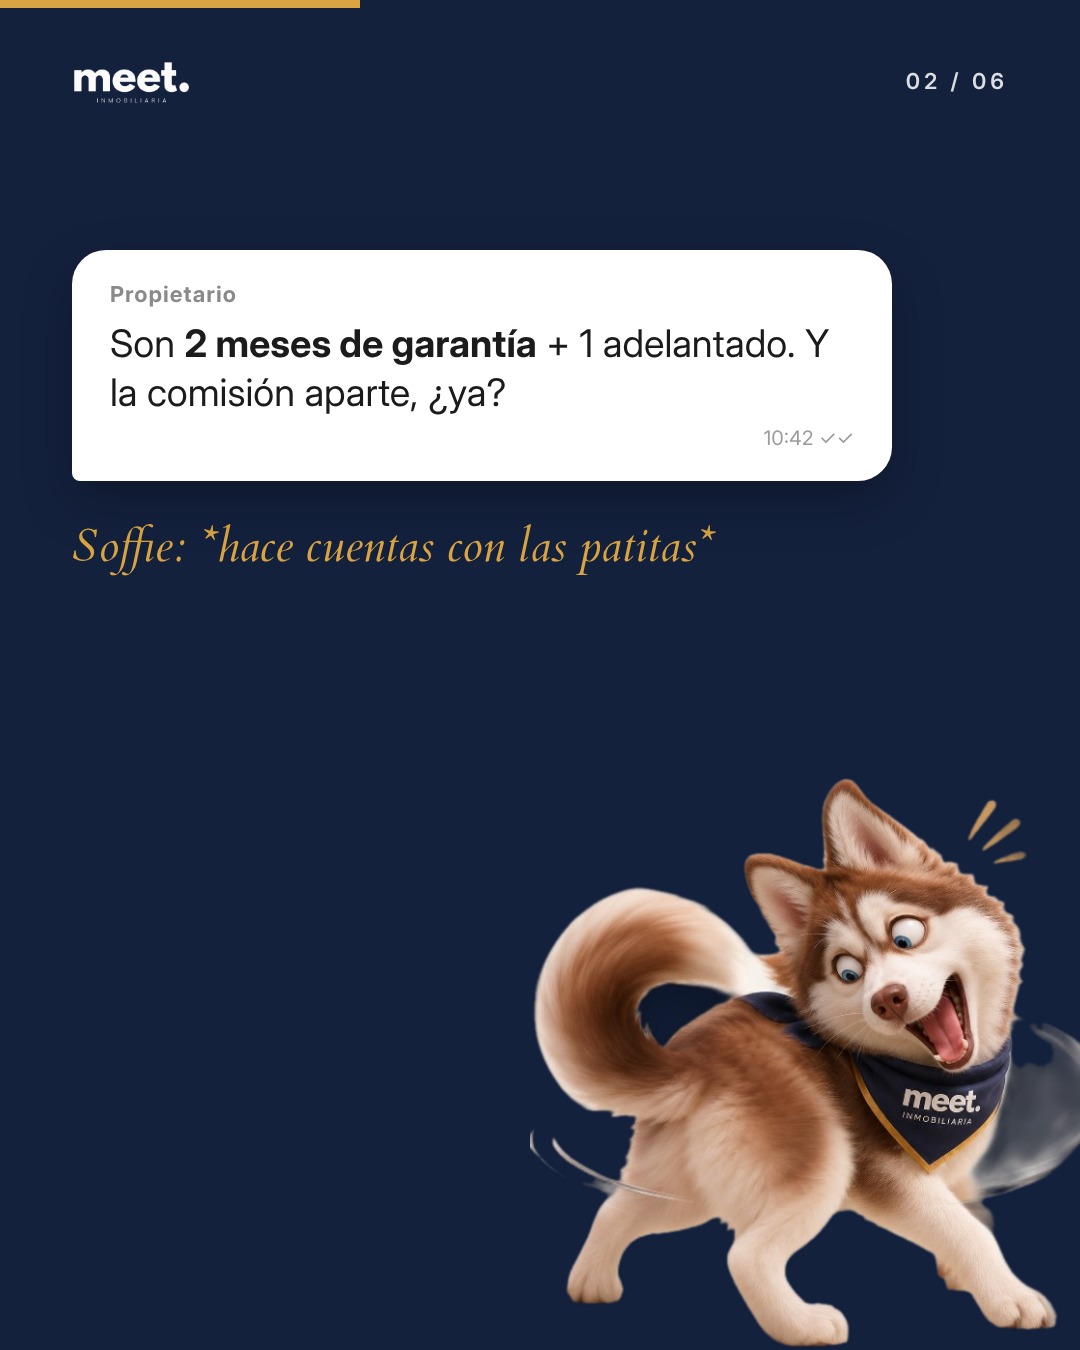 meet.
INMOBILIARIA
02 / 06
Propietario
Son 2 meses de garantía + 1 adelantado. Y
la comisión aparte, ¿ya?
10:42 ✓✓
Soffie: *hace cuentas con las patitas*
meet.
INMOBILIARIA